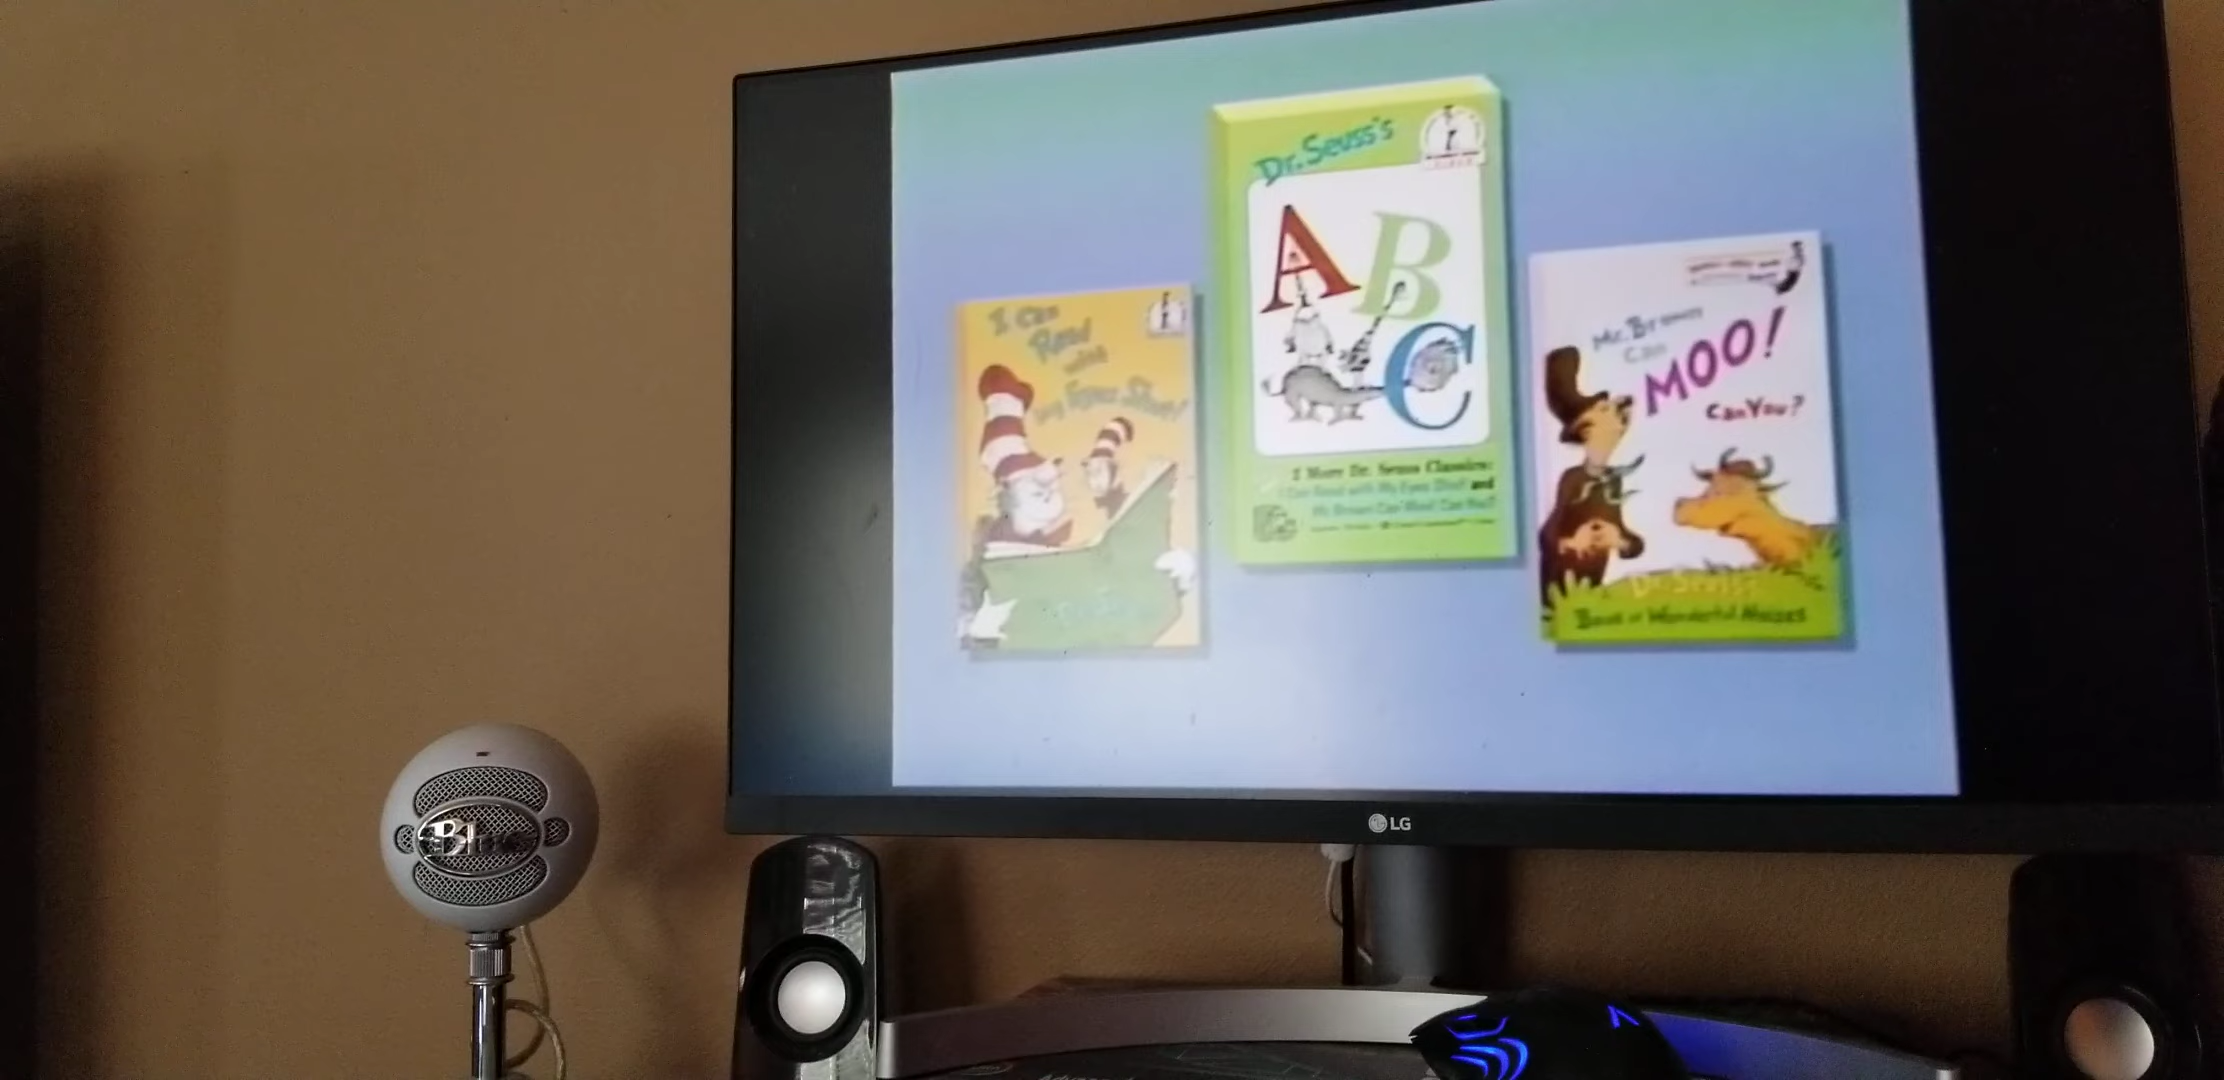 Dr. Seuss's
A B
C
2 More Dr. Seuss Classics:
I Can Read with My Eyes Shut! and
Mr. Brown Can Moo! Can You?
I Can
Read
with
my Eyes Shut!
Mr. Brown
Can
MOO!
Can You?
Dr. Seuss's
Book of Wonderful Noises
Blue
LG